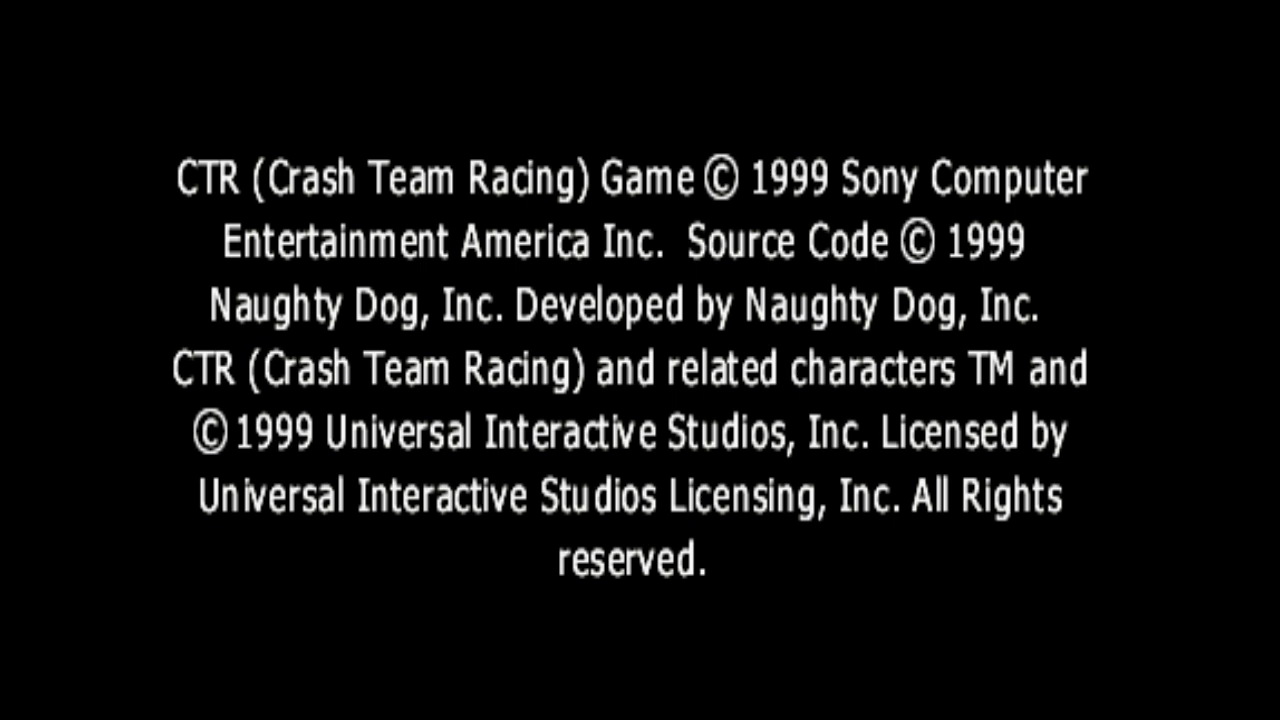 CTR (Crash Team Racing) Game © 1999 Sony Computer
Entertainment America Inc.  Source Code © 1999
Naughty Dog, Inc. Developed by Naughty Dog, Inc.
CTR (Crash Team Racing) and related characters TM and
© 1999 Universal Interactive Studios, Inc. Licensed by
Universal Interactive Studios Licensing, Inc. All Rights
reserved.